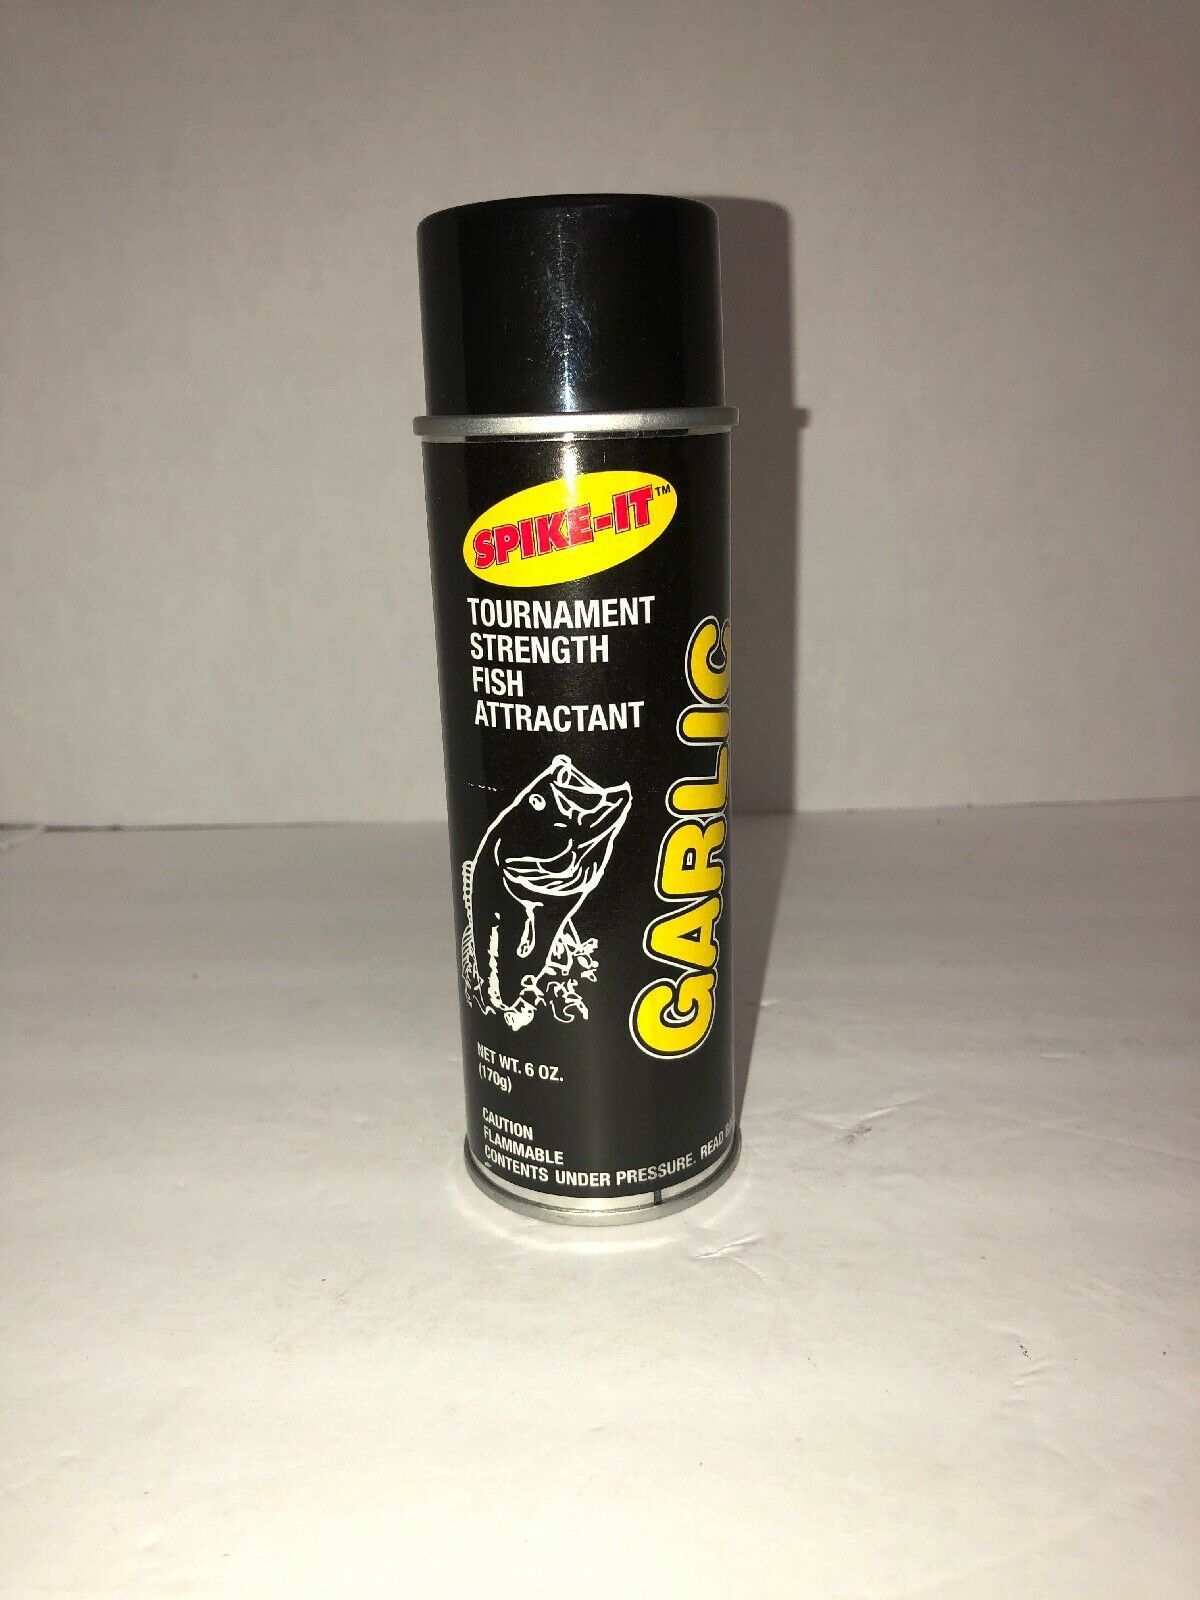 SPIKE-IT™
TOURNAMENT
STRENGTH
FISH
ATTRACTANT
GARLIC
NET WT. 6 OZ.
(170g)
CAUTION
FLAMMABLE
CONTENTS UNDER PRESSURE. READ